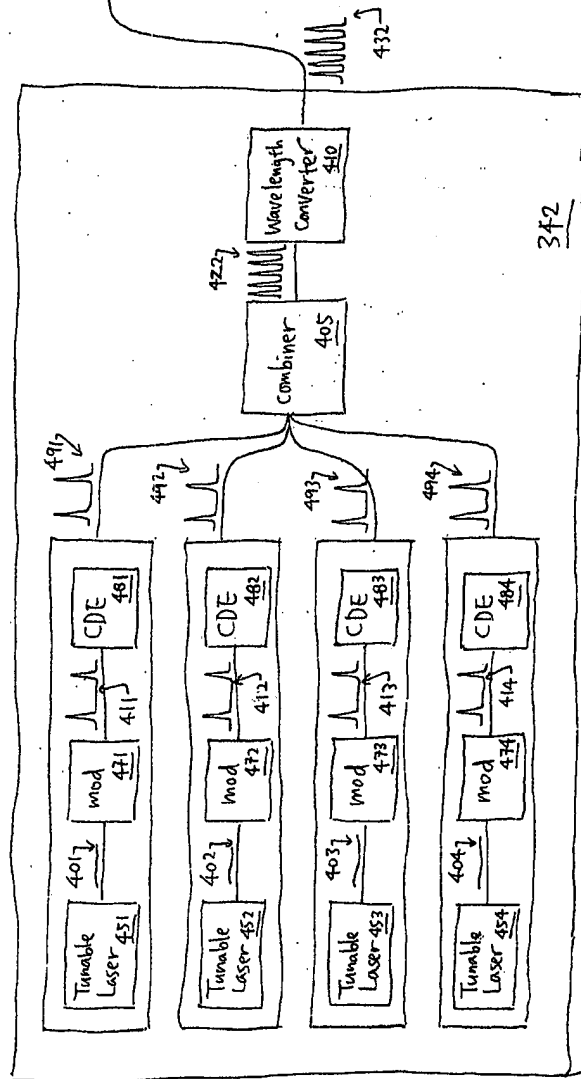 Tunable
Laser 451
401
mod
471
411
CDE
481
491
Tunable
Laser 452
402
mod
472
412
CDE
482
492
Tunable
Laser 453
403
mod
473
413
CDE
483
493
Tunable
Laser 454
404
mod
474
414
CDE
484
494
Combiner
405
422
Wavelength
Converter
410
432
342